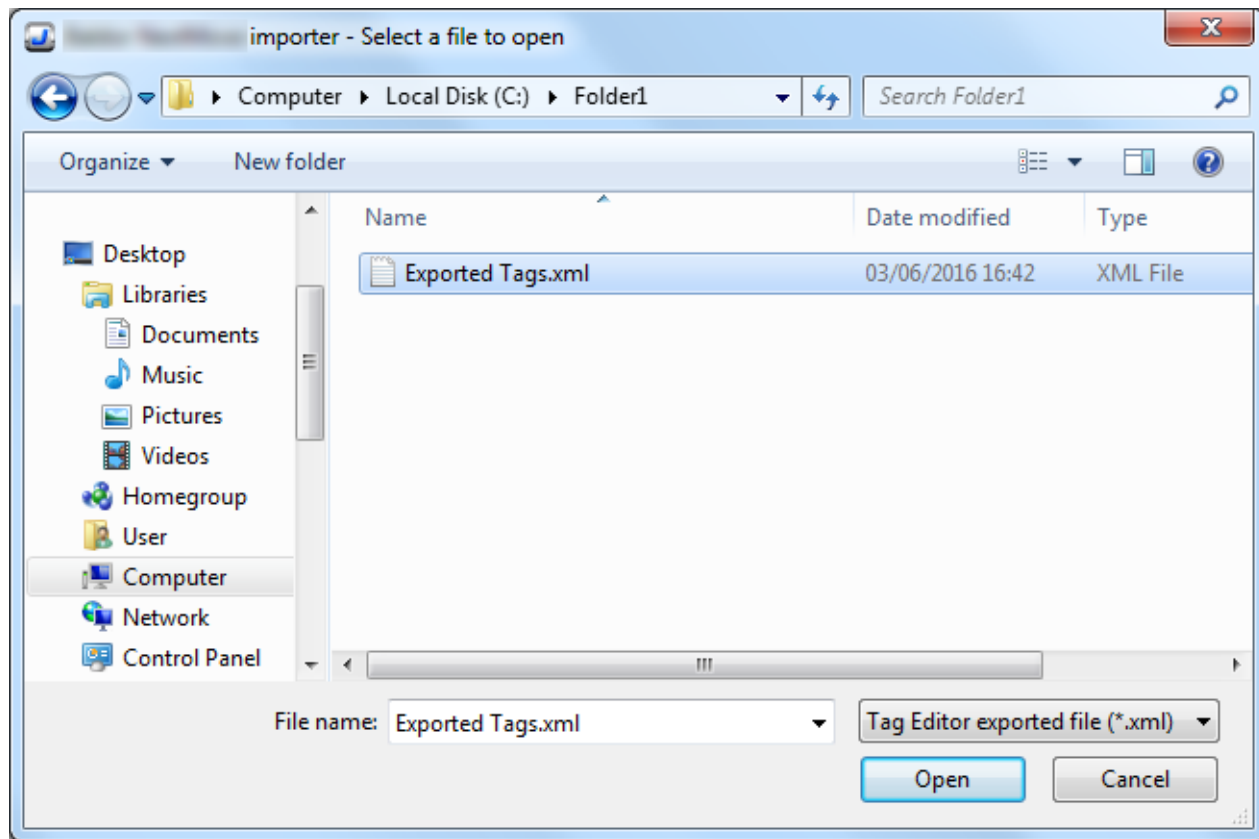 importer - Select a file to open
Computer Local Disk (C:) Folder1
Search Folder1
Organize New folder
Name Date modified Type
Exported Tags.xml 03/06/2016 16:42 XML File
Desktop
Libraries
Documents
Music
Pictures
Videos
Homegroup
User
Computer
Network
Control Panel
File name: Exported Tags.xml Tag Editor exported file (*.xml)
Open Cancel